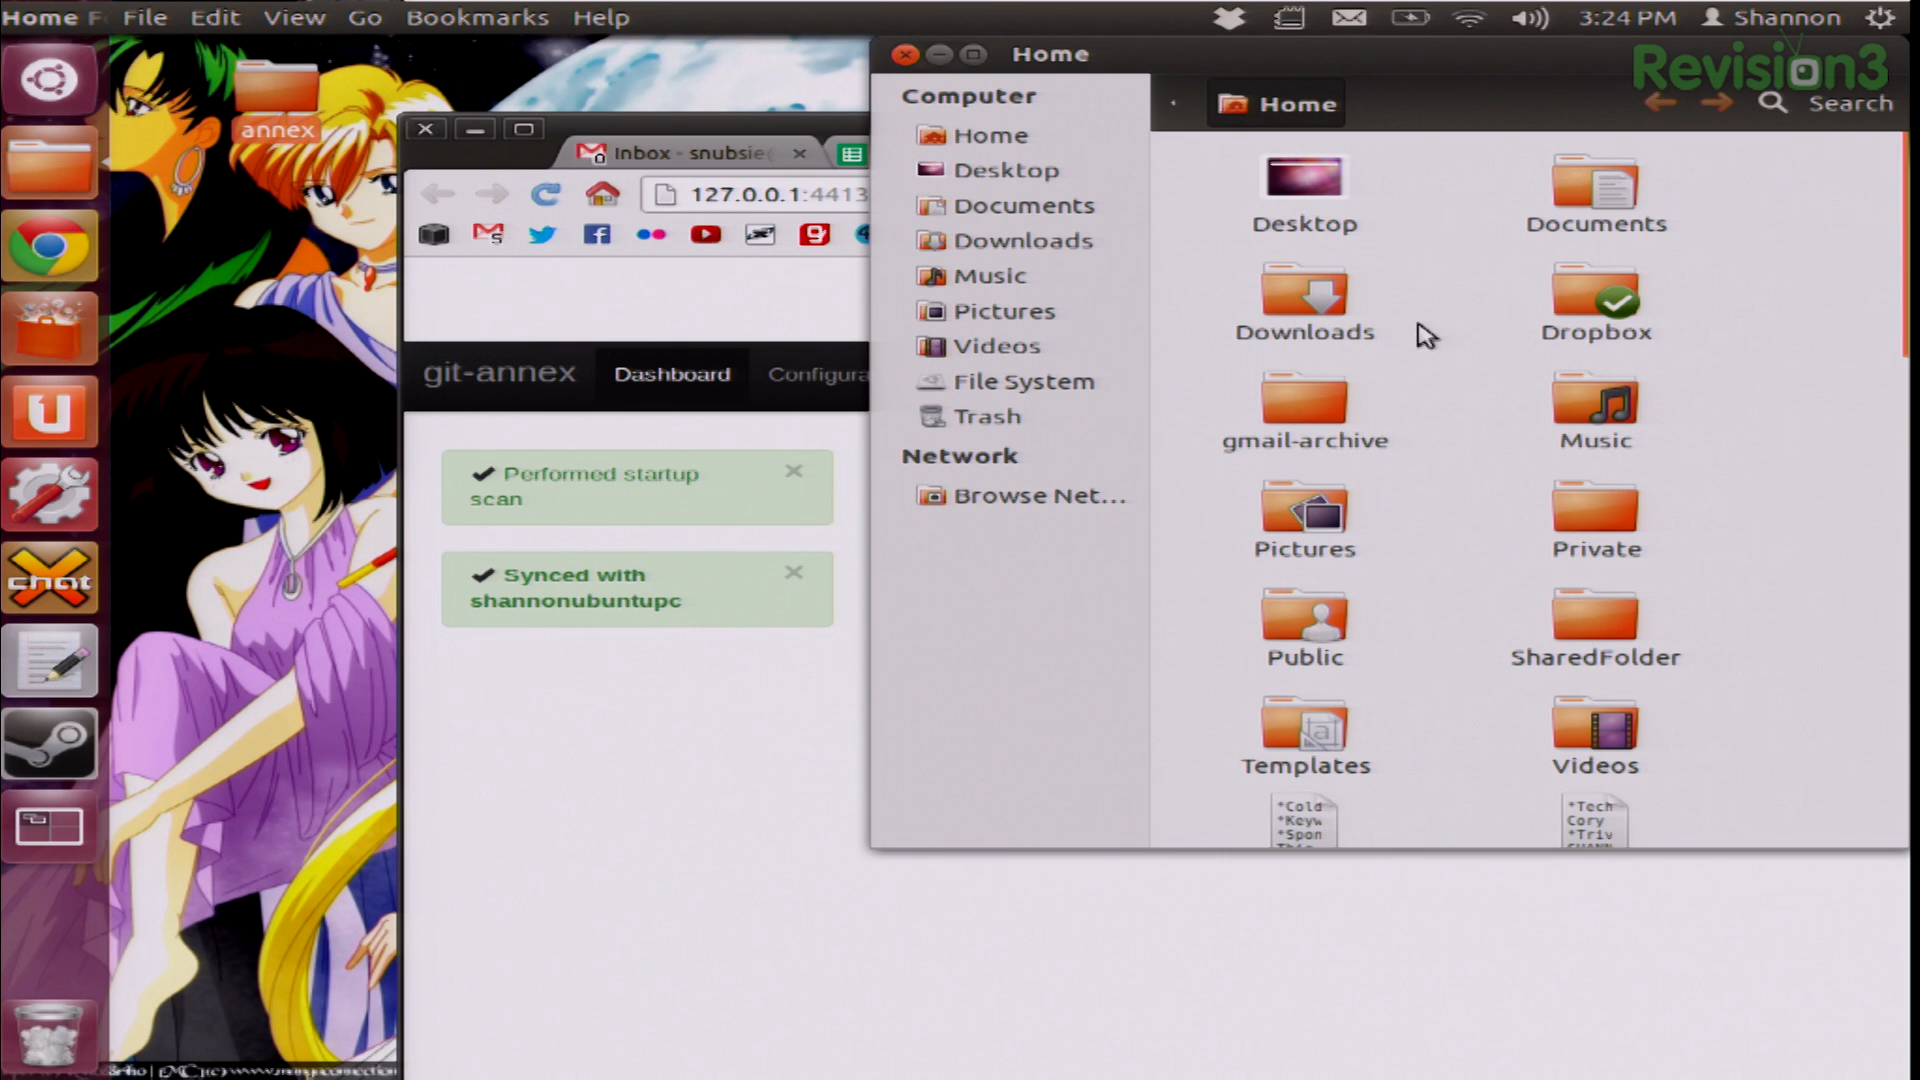 Home
File Edit View Go Bookmarks Help
3:24 PM Shannon
Revision3
annex
Home
Inbox - snubsie
127.0.0.1:4413
git-annex Dashboard Configura
Performed startup
scan
Synced with
shannonubuntupc
Computer
Home
Desktop
Documents
Downloads
Music
Pictures
Videos
File System
Trash
Network
Browse Net...
Home
Search
Desktop Documents
Downloads Dropbox
gmail-archive Music
Pictures Private
Public SharedFolder
Templates Videos
*Cold
*Keyw
*Spon
*Tech
Cory
*Triv
chat